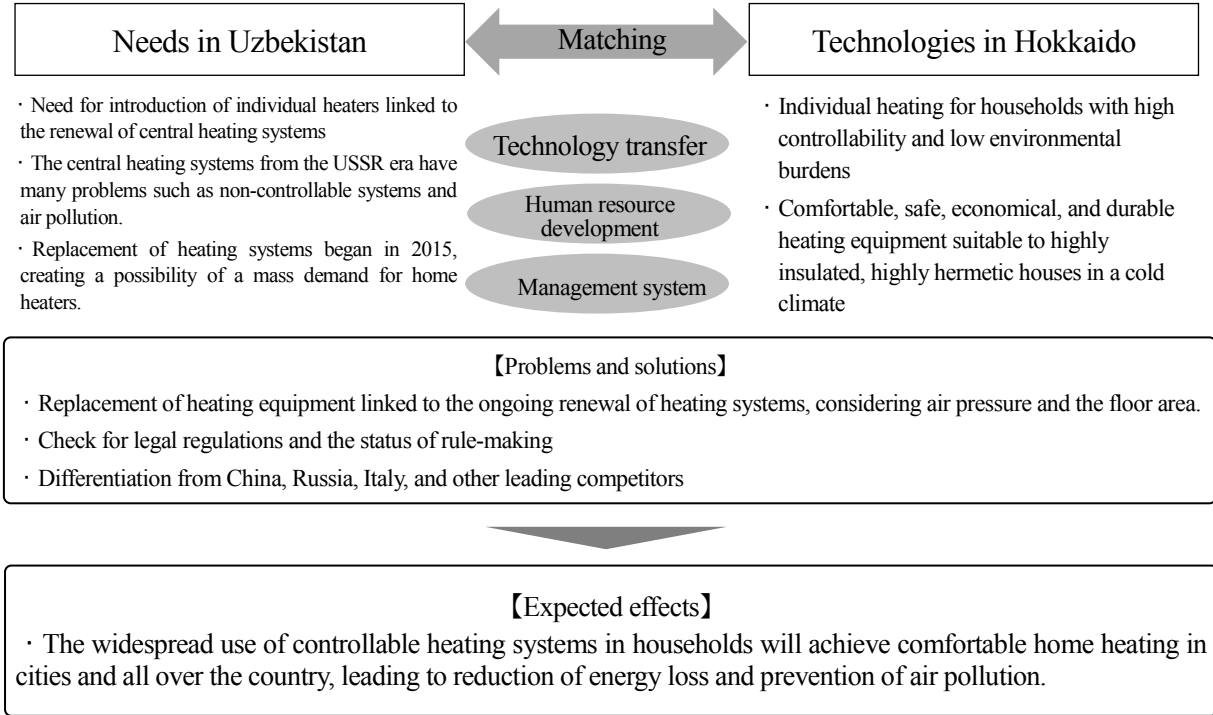 Needs in Uzbekistan
Matching
Technologies in Hokkaido
· Need for introduction of individual heaters linked to
the renewal of central heating systems
· The central heating systems from the USSR era have
many problems such as non-controllable systems and
air pollution.
· Replacement of heating systems began in 2015,
creating a possibility of a mass demand for home
heaters.
Technology transfer
Human resource
development
Management system
· Individual heating for households with high
controllability and low environmental
burdens
· Comfortable, safe, economical, and durable
heating equipment suitable to highly
insulated, highly hermetic houses in a cold
climate
【Problems and solutions】
· Replacement of heating equipment linked to the ongoing renewal of heating systems, considering air pressure and the floor area.
· Check for legal regulations and the status of rule-making
· Differentiation from China, Russia, Italy, and other leading competitors
【Expected effects】
· The widespread use of controllable heating systems in households will achieve comfortable home heating in
cities and all over the country, leading to reduction of energy loss and prevention of air pollution.